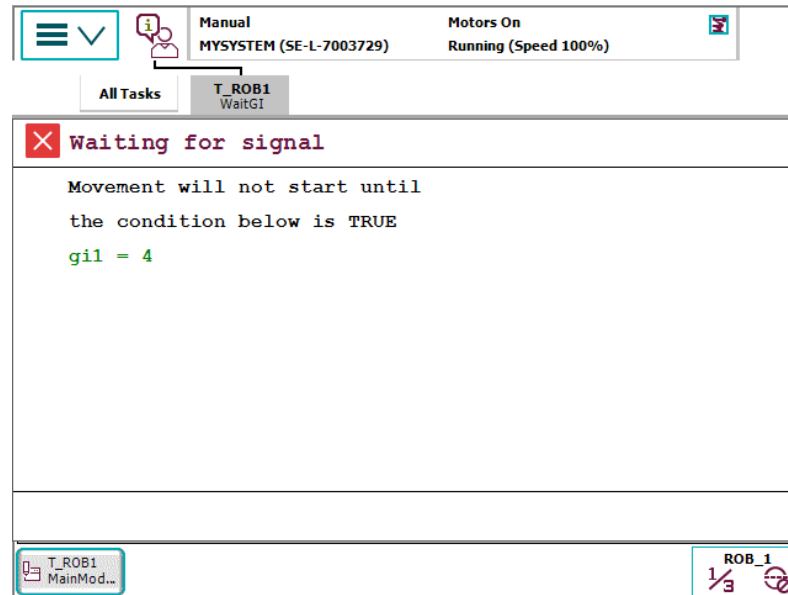 Manual
MYSYSTEM (SE-L-7003729)
Motors On
Running (Speed 100%)
All Tasks
T_ROB1
WaitGI
Waiting for signal
Movement will not start until
the condition below is TRUE
gi1 = 4
T_ROB1
MainMod...
ROB_1
1/3